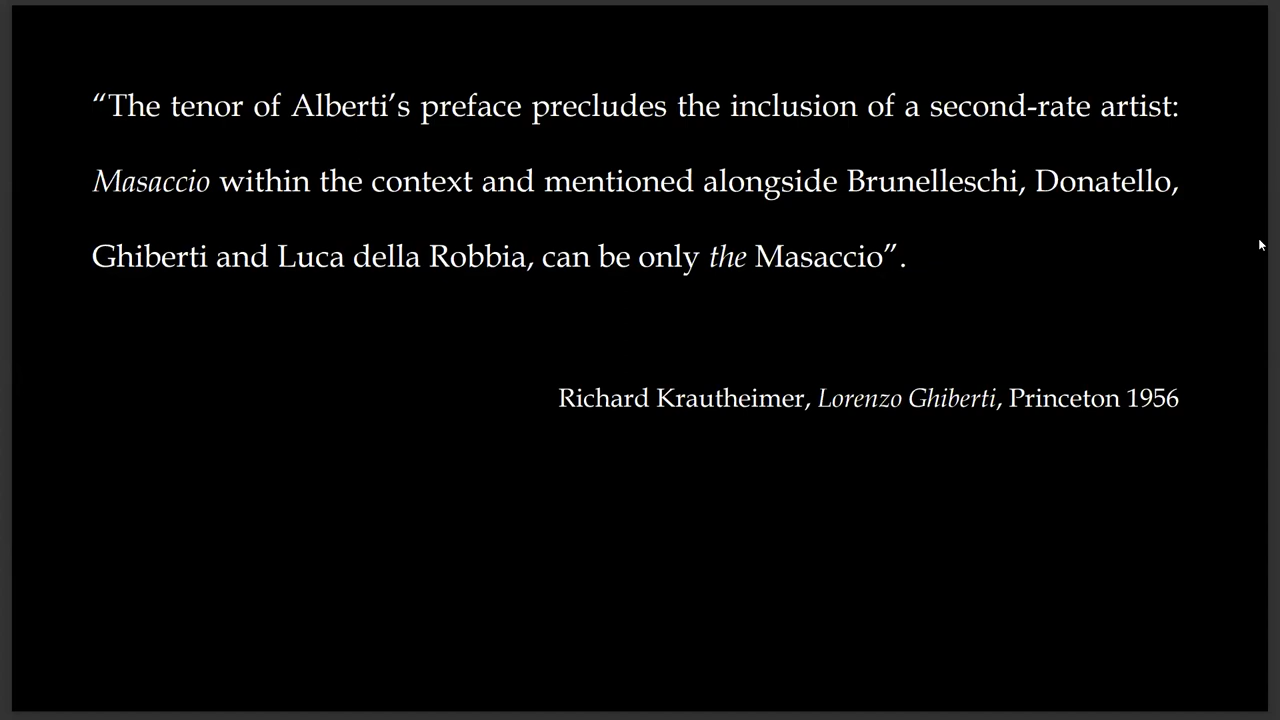 “The tenor of Alberti’s preface precludes the inclusion of a second-rate artist:
Masaccio within the context and mentioned alongside Brunelleschi, Donatello,
Ghiberti and Luca della Robbia, can be only the Masaccio”.
Richard Krautheimer, Lorenzo Ghiberti, Princeton 1956